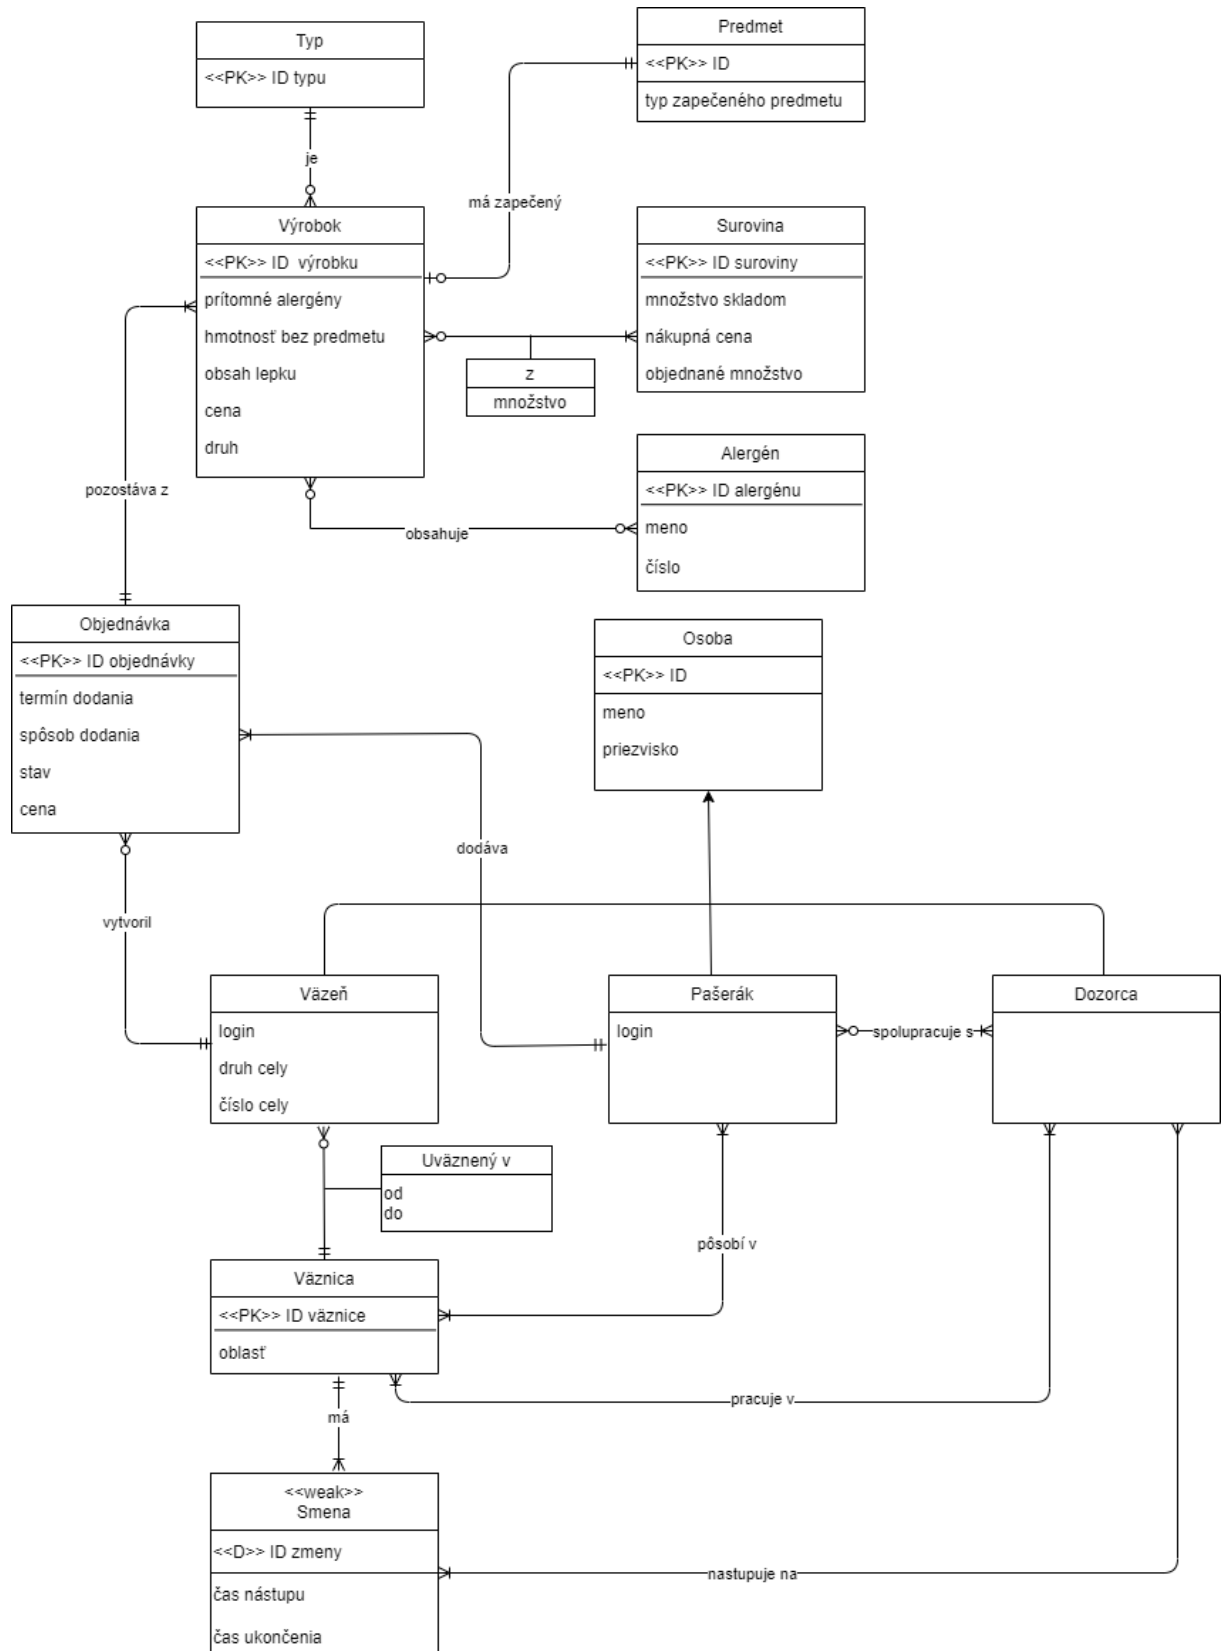 Typ
<<PK>> ID typu
Predmet
<<PK>> ID
typ zapečeného predmetu
je
má zapečený
Výrobok
<<PK>> ID  výrobku
prítomné alergény
hmotnosť bez predmetu
obsah lepku
cena
druh
Surovina
<<PK>> ID suroviny
množstvo skladom
nákupná cena
objednané množstvo
z
množstvo
Alergén
<<PK>> ID alergénu
meno
číslo
pozostáva z
obsahuje
Objednávka
<<PK>> ID objednávky
termín dodania
spôsob dodania
stav
cena
Osoba
<<PK>> ID
meno
priezvisko
dodáva
vytvoril
Väzeň
login
druh cely
číslo cely
Pašerák
login
spolupracuje s
Dozorca
Uväznený v
od
do
pôsobí v
Väznica
<<PK>> ID väznice
oblasť
pracuje v
má
<<weak>>
Smena
<<D>> ID zmeny
čas nástupu
čas ukončenia
nastupuje na